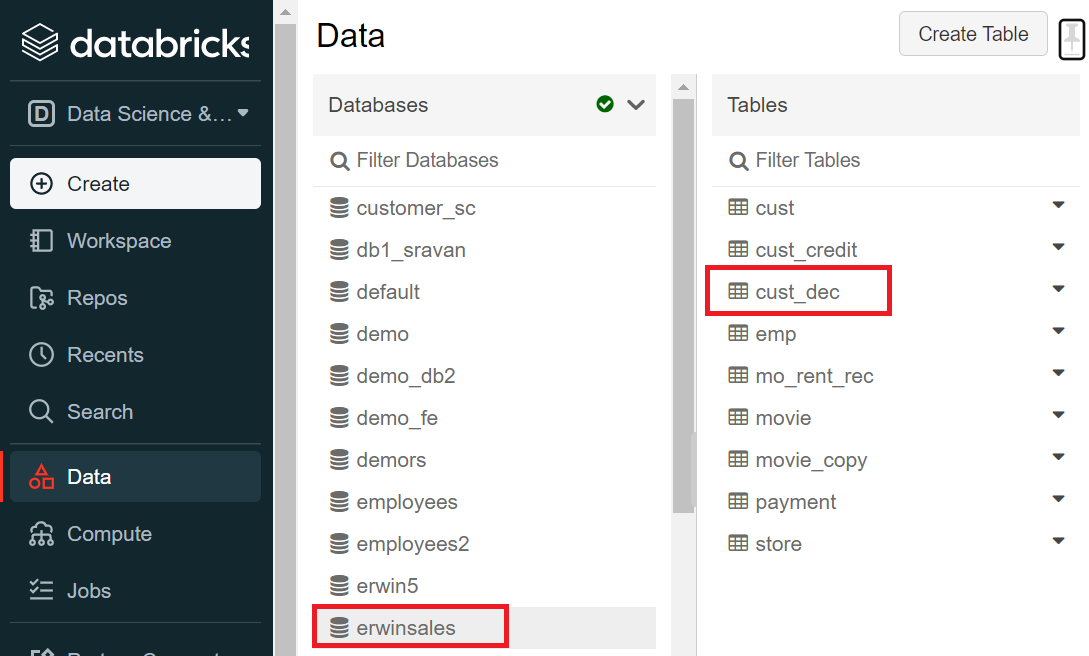 databricks
D
Data Science &...
Create
Workspace
Repos
Recents
Search
Data
Compute
Jobs
Data
Create Table
Databases
Filter Databases
customer_sc
db1_sravan
default
demo
demo_db2
demo_fe
demors
employees
employees2
erwin5
erwinsales
Tables
Filter Tables
cust
cust_credit
cust_dec
emp
mo_rent_rec
movie
movie_copy
payment
store